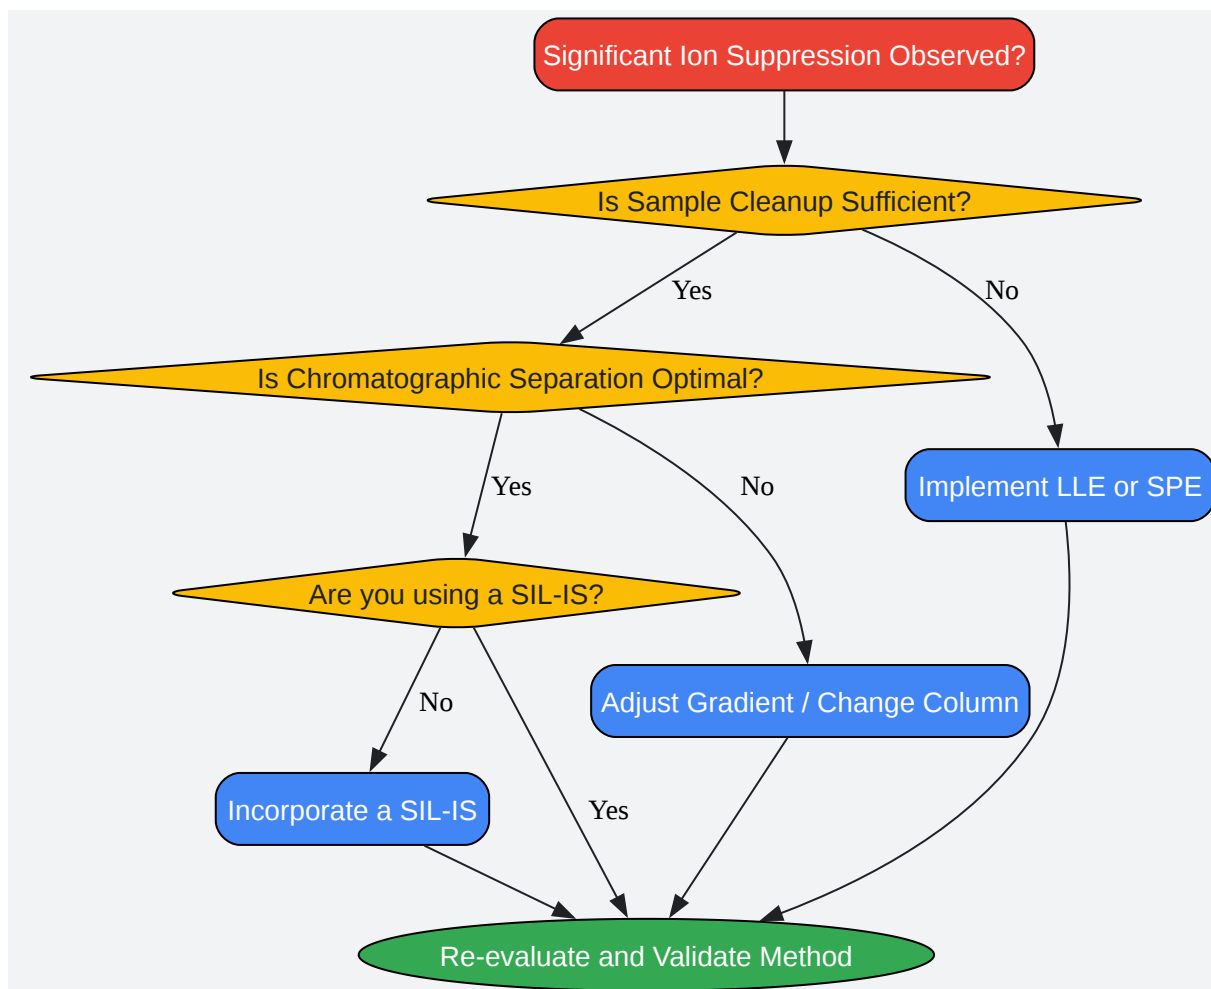 Significant Ion Suppression Observed?
Is Sample Cleanup Sufficient?
Yes
No
Is Chromatographic Separation Optimal?
Yes
No
Implement LLE or SPE
Are you using a SIL-IS?
No
Adjust Gradient / Change Column
Incorporate a SIL-IS
Yes
Re-evaluate and Validate Method